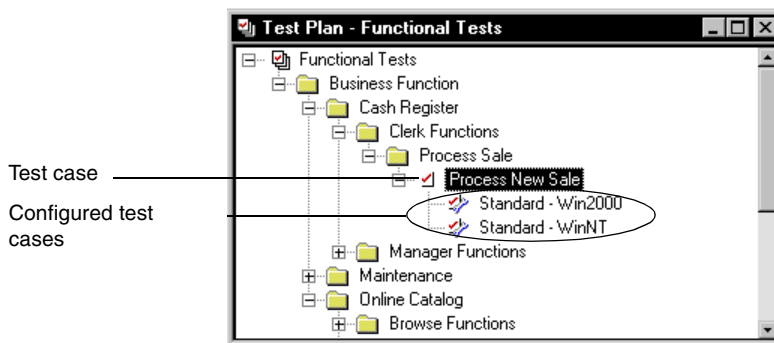 Test Plan - Functional Tests
Functional Tests
Business Function
Cash Register
Clerk Functions
Process Sale
Test case
Process New Sale
Configured test
cases
Standard - Win2000
Standard - WinNT
Manager Functions
Maintenance
Online Catalog
Browse Functions